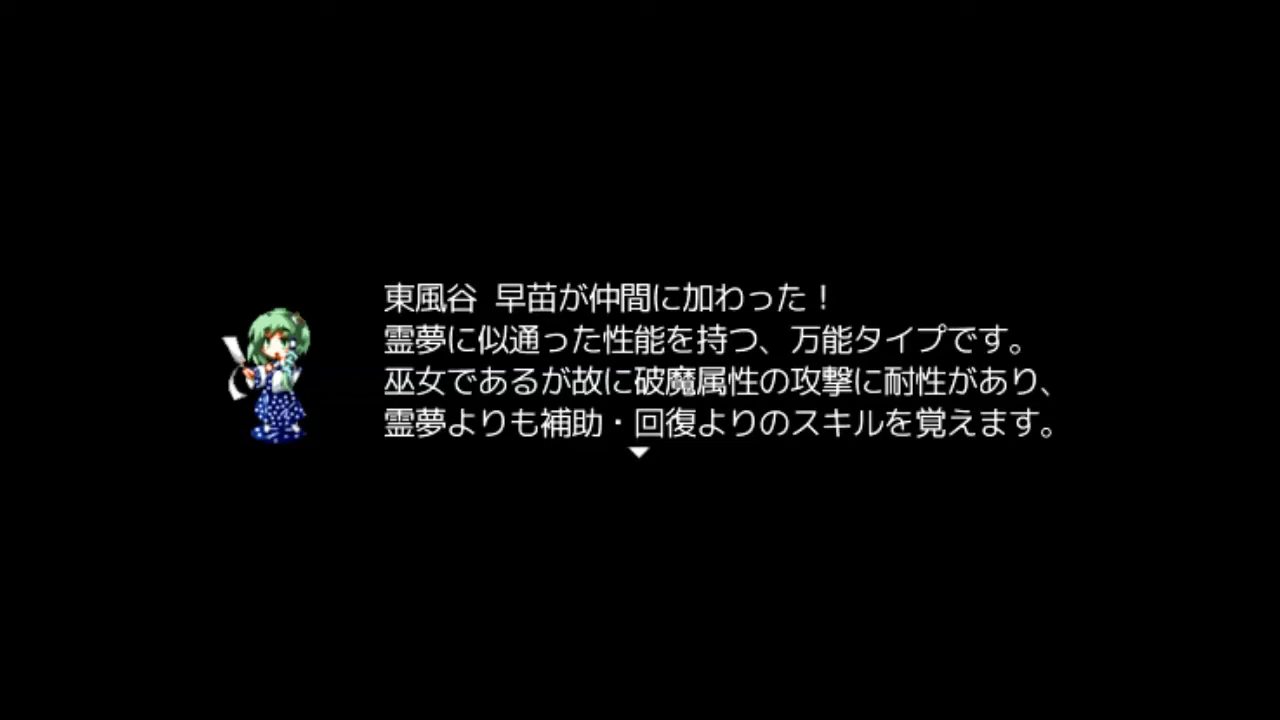 東風谷 早苗が仲間に加わった！
霊夢に似通った性能を持つ、万能タイプです。
巫女であるが故に破魔属性の攻撃に耐性があり、
霊夢よりも補助・回復よりのスキルを覚えます。